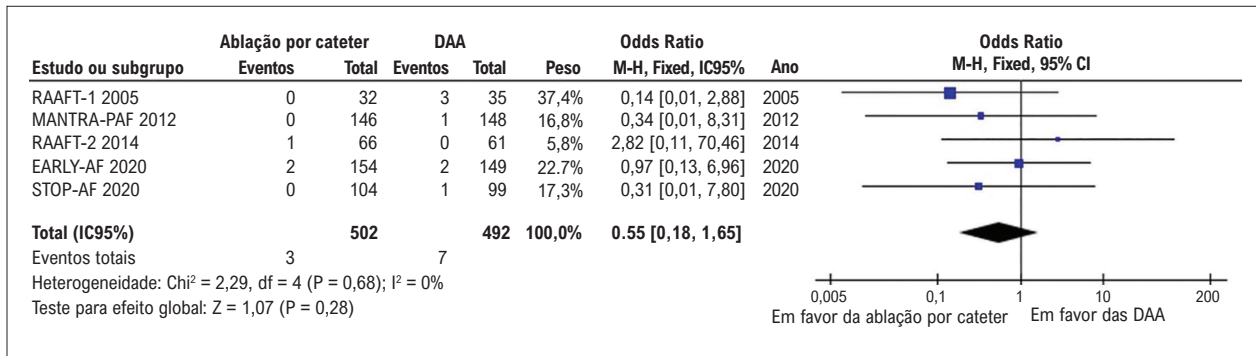 Ablação por cateter DAA Odds Ratio Odds Ratio
Estudo ou subgrupo Eventos Total Eventos Total Peso M-H, Fixed, IC95% Ano M-H, Fixed, 95% CI
RAAFT-1 2005 0 32 3 35 37,4% 0,14 [0,01, 2,88] 2005
MANTRA-PAF 2012 0 146 1 148 16,8% 0,34 [0,01, 8,31] 2012
RAAFT-2 2014 1 66 0 61 5,8% 2,82 [0,11, 70,46] 2014
EARLY-AF 2020 2 154 2 149 22.7% 0,97 [0,13, 6,96] 2020
STOP-AF 2020 0 104 1 99 17,3% 0,31 [0,01, 7,80] 2020
Total (IC95%) 502 492 100,0% 0.55 [0,18, 1,65]
Eventos totais 3 7
Heterogeneidade: Chi² = 2,29, df = 4 (P = 0,68); I² = 0%
Teste para efeito global: Z = 1,07 (P = 0,28)
0,005 0,1 1 10 200
Em favor da ablação por cateter Em favor das DAA